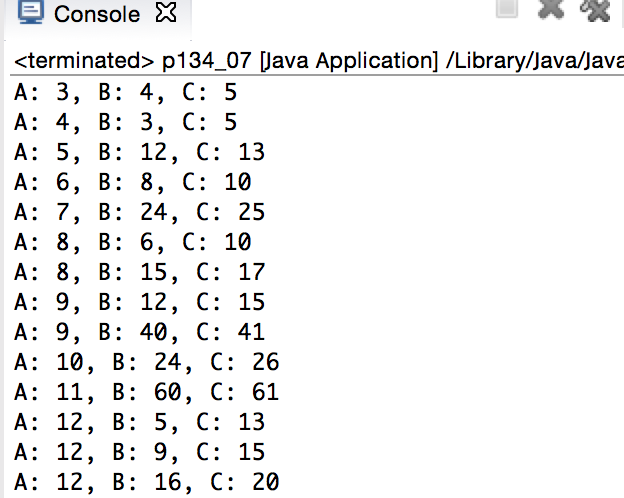 Console
<terminated> p134_07 [Java Application] /Library/Java/Java
A: 3, B: 4, C: 5
A: 4, B: 3, C: 5
A: 5, B: 12, C: 13
A: 6, B: 8, C: 10
A: 7, B: 24, C: 25
A: 8, B: 6, C: 10
A: 8, B: 15, C: 17
A: 9, B: 12, C: 15
A: 9, B: 40, C: 41
A: 10, B: 24, C: 26
A: 11, B: 60, C: 61
A: 12, B: 5, C: 13
A: 12, B: 9, C: 15
A: 12, B: 16, C: 20